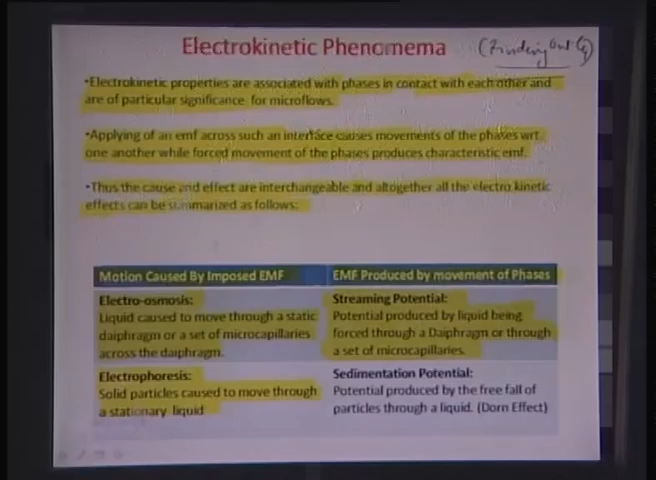 Electrokinetic Phenomema
(Finding out ζ)
•Electrokinetic properties are associated with phases in contact with each other and
are of particular significance for microflows.
•Applying of an emf across such an interface causes movements of the phases wrt
one another while forced movement of the phases produces characteristic emf.
•Thus the cause and effect are interchangeable and altogether all the electro kinetic
effects can be summarized as follows:
Motion Caused By Imposed EMF
EMF Produced by movement of Phases
Electro-osmosis:
Liquid caused to move through a static
daiphragm or a set of microcapillaries
across the daiphragm.
Streaming Potential:
Potential produced by liquid being
forced through a Daiphragm or through
a set of microcapillaries.
Electrophoresis:
Solid particles caused to move through
a stationary liquid
Sedimentation Potential:
Potential produced by the free fall of
particles through a liquid. (Dorn Effect)